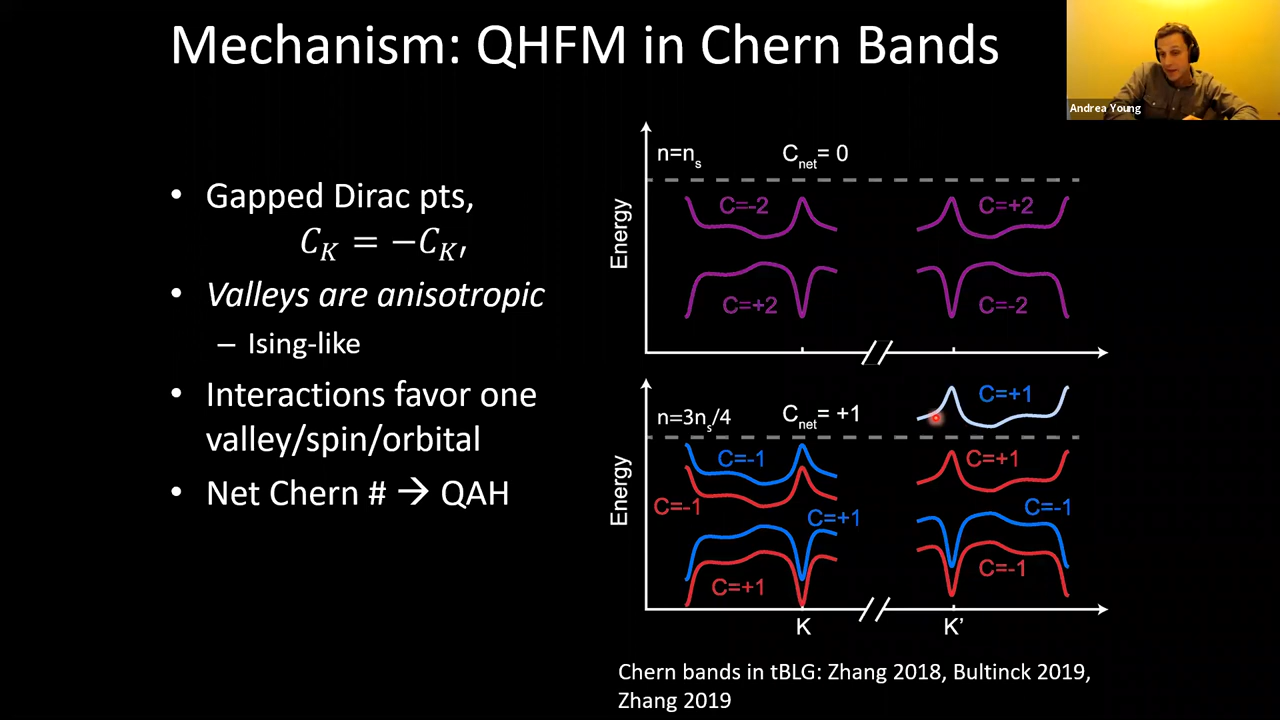 Mechanism: QHFM in Chern Bands
Andrea Young
• Gapped Dirac pts,
C_K = −C_K′
• Valleys are anisotropic
– Ising-like
• Interactions favor one
valley/spin/orbital
• Net Chern # → QAH
n=n_s
C_net= 0
Energy
C=-2
C=+2
C=+2
C=-2
n=3n_s/4
C_net= +1
C=+1
Energy
C=-1
C=+1
C=-1
C=+1
C=-1
C=+1
C=-1
K
K’
Chern bands in tBLG: Zhang 2018, Bultinck 2019,
Zhang 2019